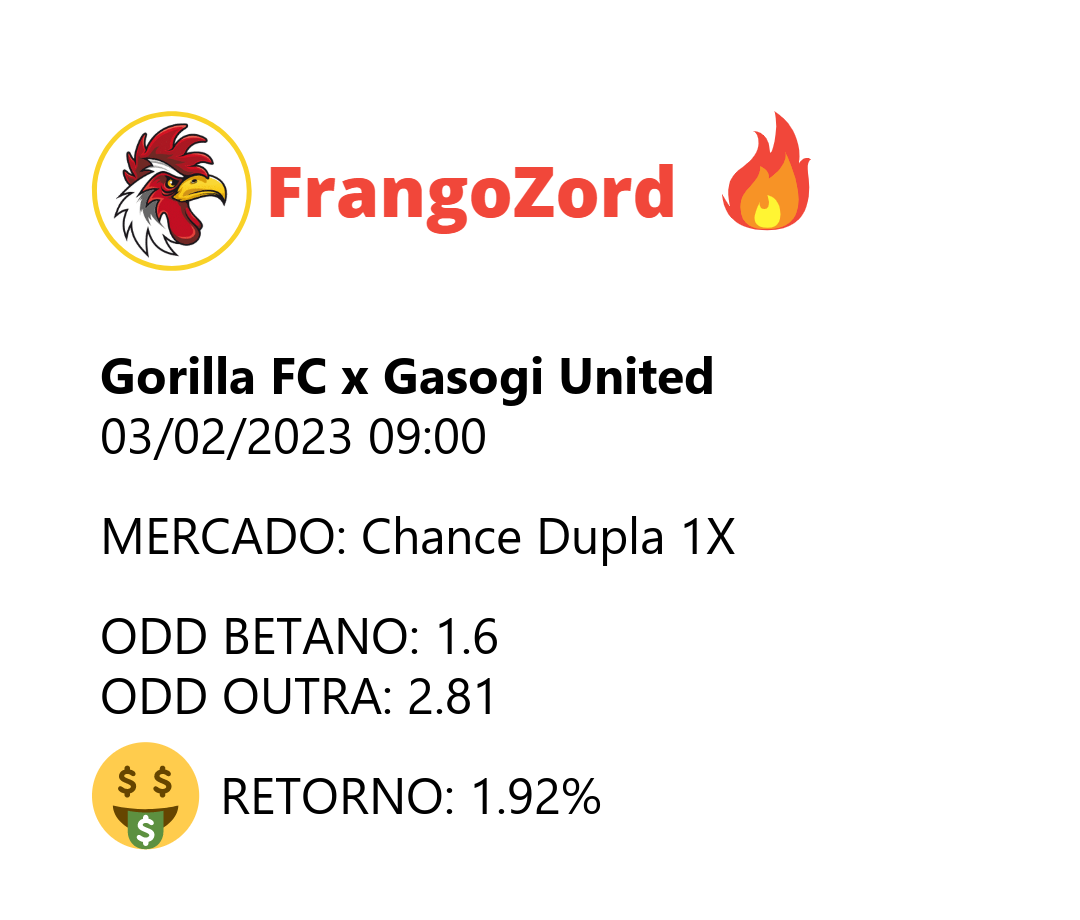 FrangoZord
Gorilla FC x Gasogi United
03/02/2023 09:00
MERCADO: Chance Dupla 1X
ODD BETANO: 1.6
ODD OUTRA: 2.81
RETORNO: 1.92%